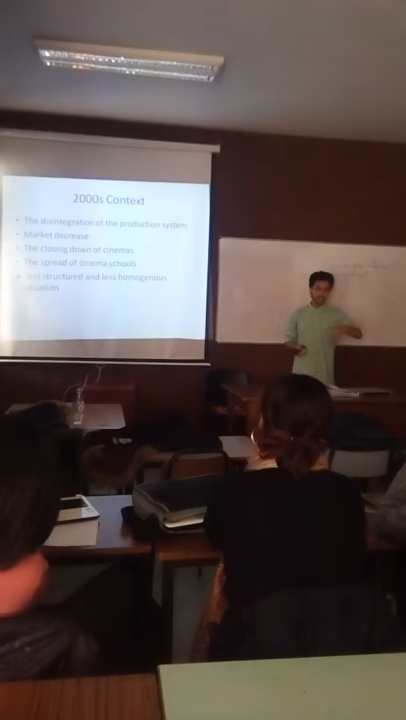 2000s Context
• The disintegration of the production system
• Market decrease
• The closing down of cinemas
• The spread of cinema schools
• Less structured and less homogenous
situation